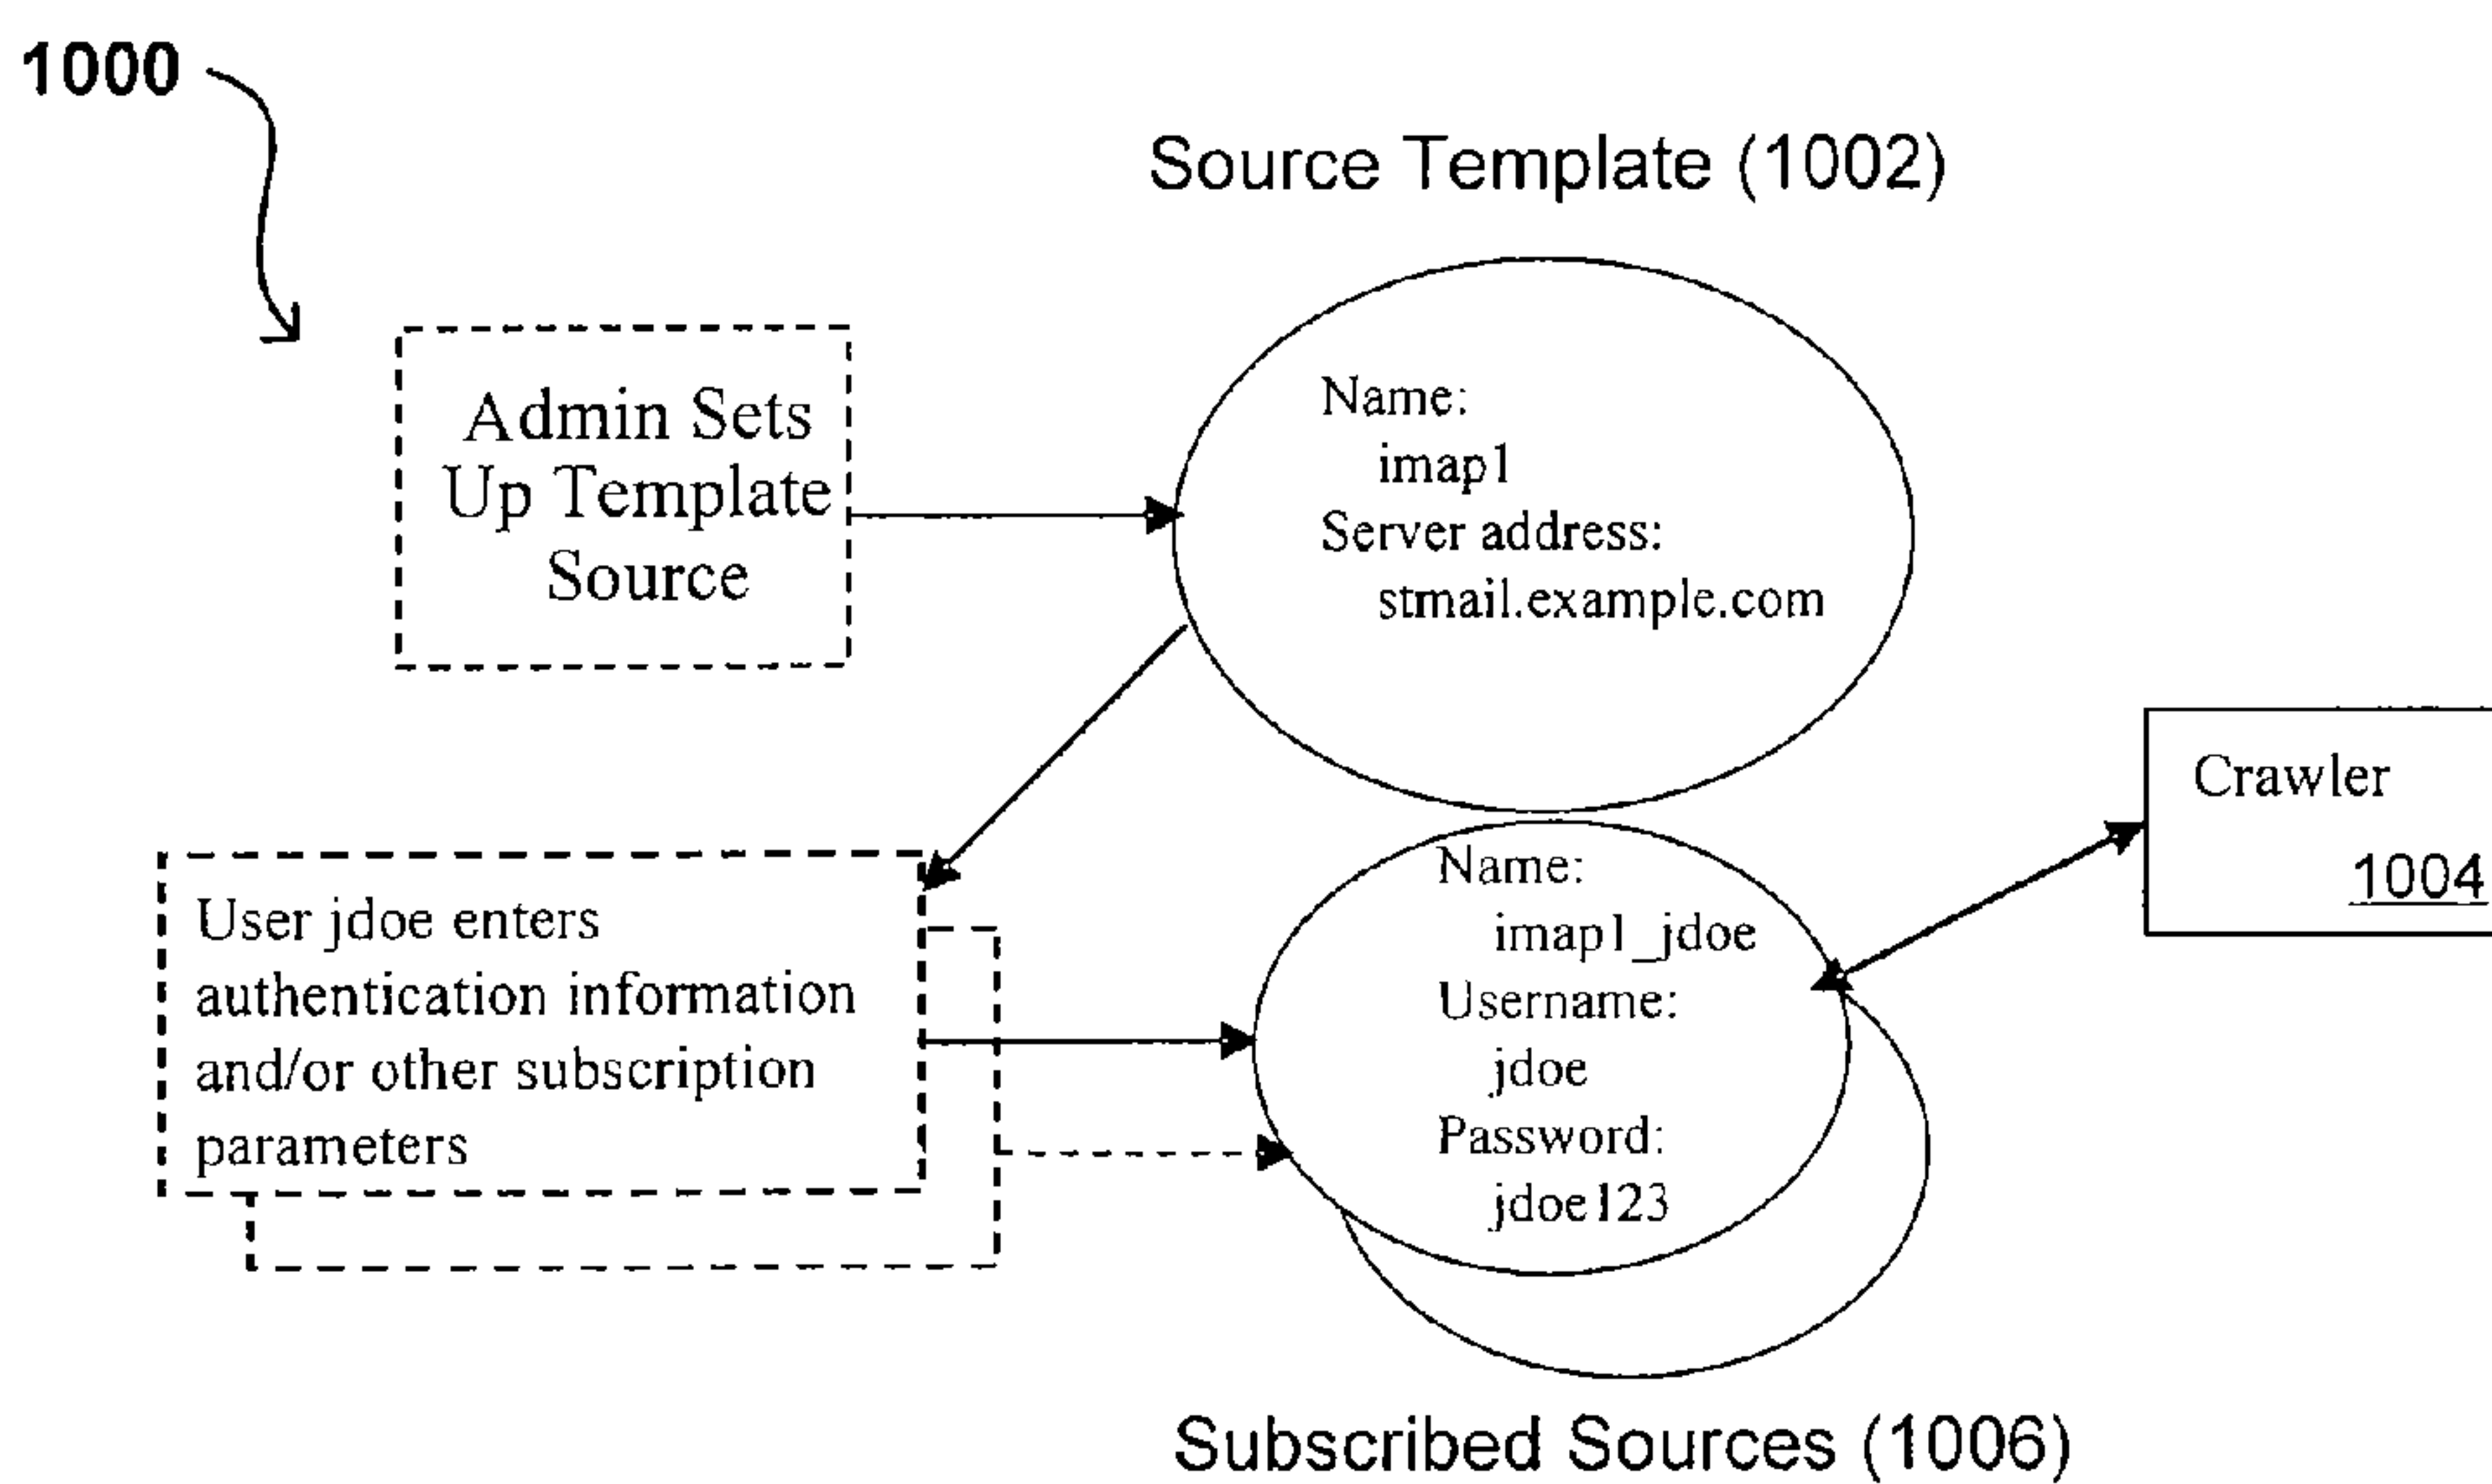 1000
Source Template (1002)
Admin Sets
Up Template
Source
Name:
imap1
Server address:
stmail.example.com
Crawler
1004
User jdoe enters
authentication information
and/or other subscription
parameters
Name:
imap1_jdoe
Username:
jdoe
Password:
jdoe123
Subscribed Sources (1006)